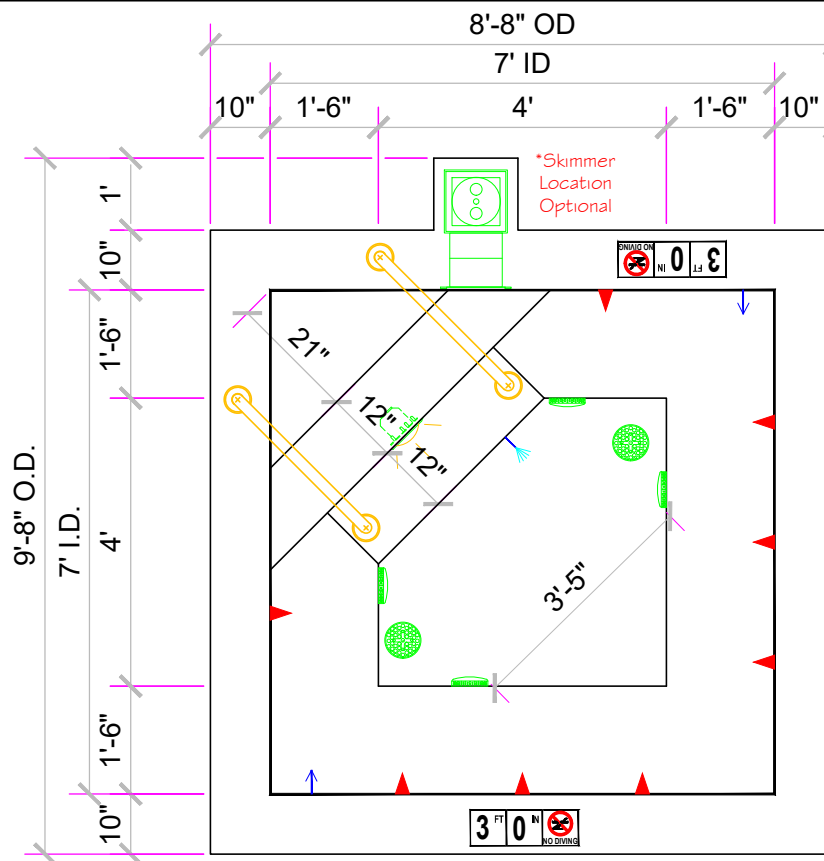 8'-8" OD
7' ID
10"
1'-6"
4'
1'-6"
10"
*Skimmer
Location
Optional
1'
10"
1'-6"
4'
1'-6"
10"
9'-8" O.D.
7' I.D.
3 FT 0 IN NO DIVING
21"
12"
12"
3'-5"
3 FT 0 IN NO DIVING